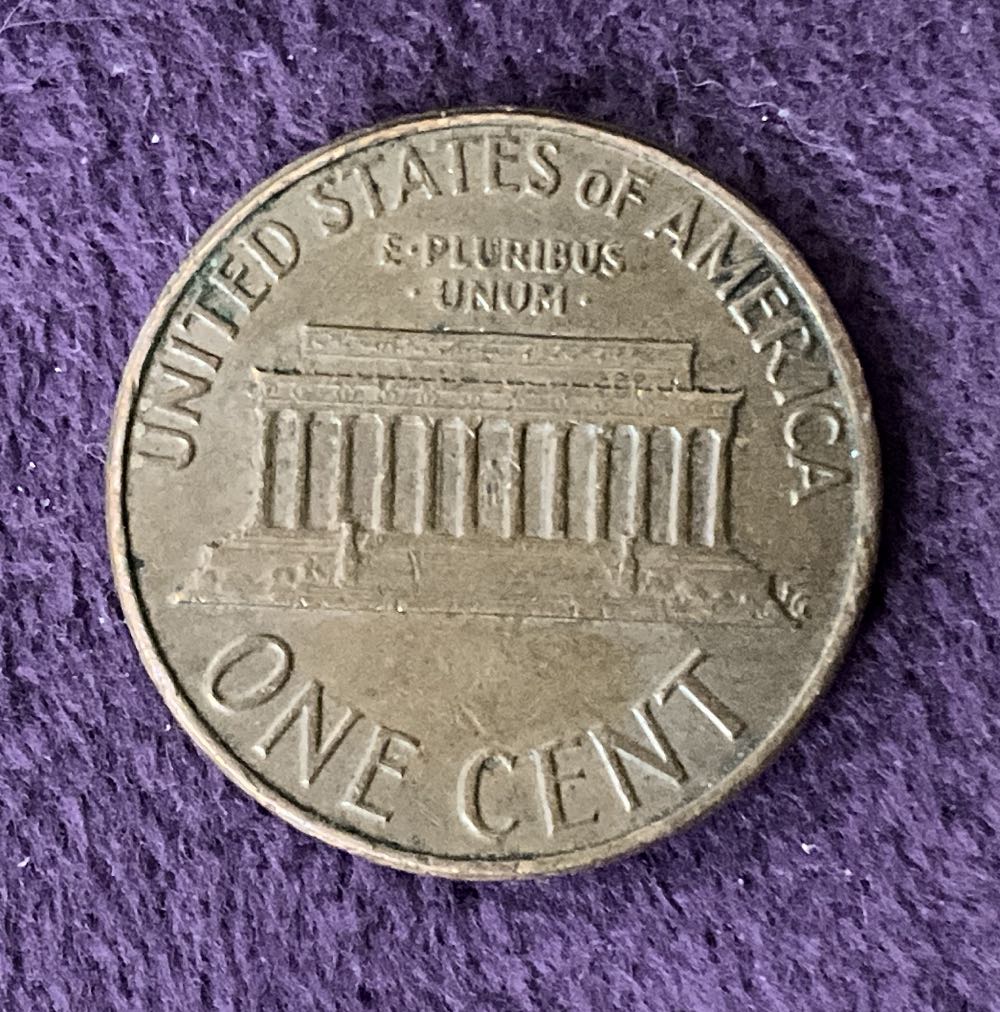 UNITED STATES OF AMERICA
E·PLURIBUS
·UNUM·
ONE CENT